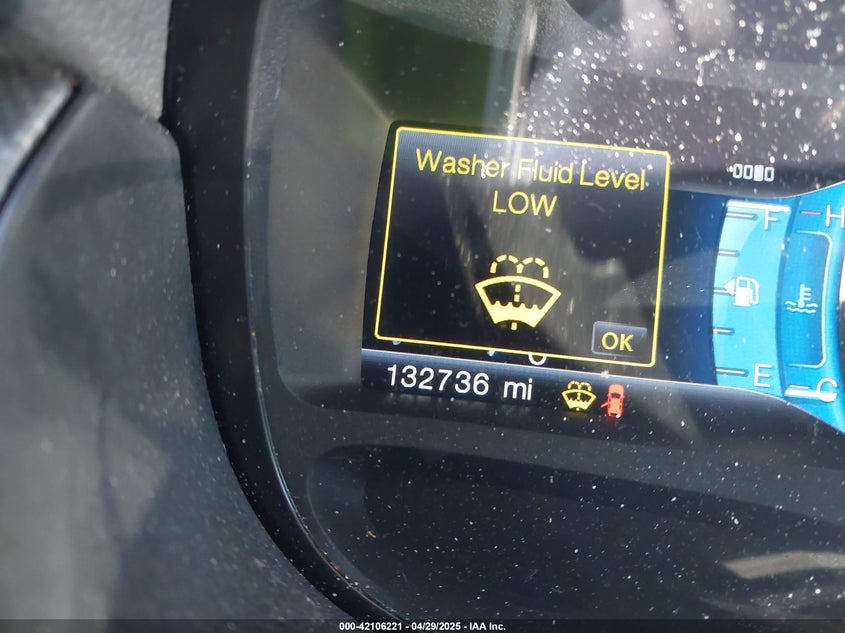 Washer Fluid Level
LOW
OK
132736 mi
F
E
H
C
000-42106221 - 04/29/2025 - IAA Inc.